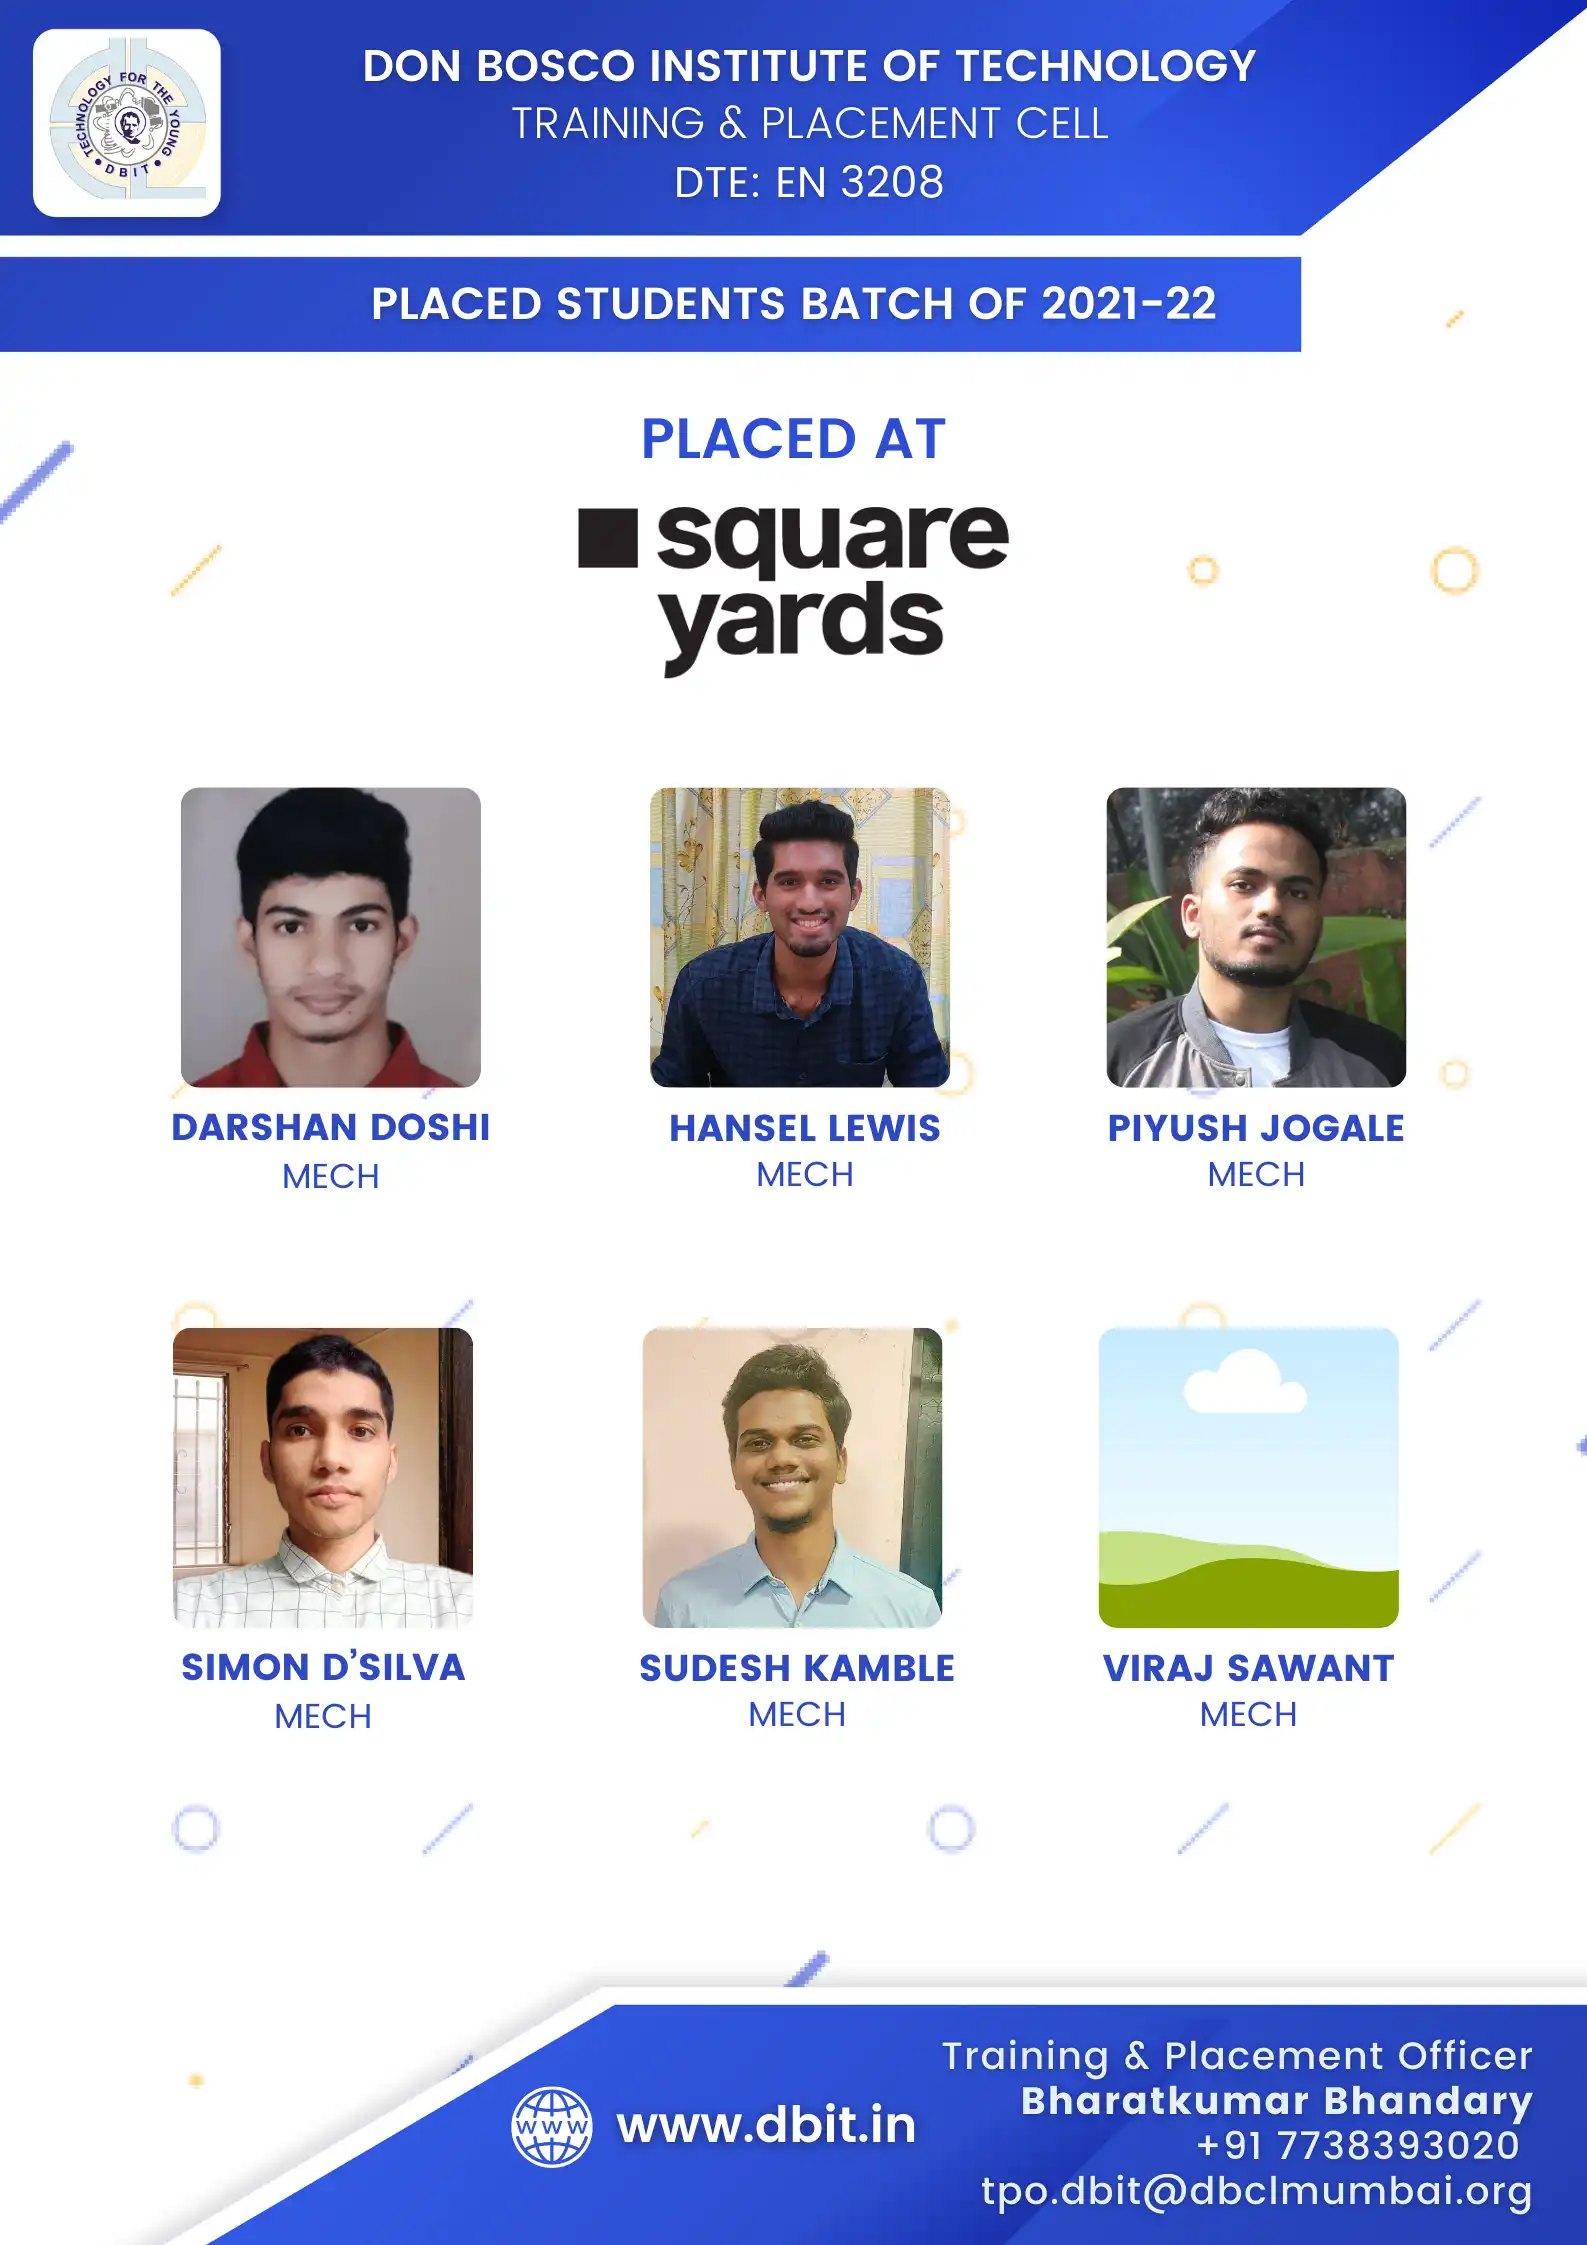 TECHNOLOGY FOR THE YOUNG
DBIT
DON BOSCO INSTITUTE OF TECHNOLOGY
TRAINING & PLACEMENT CELL
DTE: EN 3208
PLACED STUDENTS BATCH OF 2021-22
PLACED AT
square
yards
DARSHAN DOSHI
MECH
HANSEL LEWIS
MECH
PIYUSH JOGALE
MECH
SIMON D’SILVA
MECH
SUDESH KAMBLE
MECH
VIRAJ SAWANT
MECH
WWW
www.dbit.in
Training & Placement Officer
Bharatkumar Bhandary
+91 7738393020
tpo.dbit@dbclmumbai.org